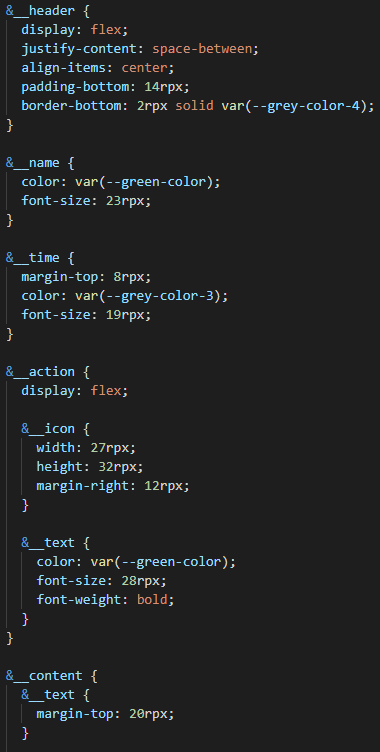 &__header {
  display: flex;
  justify-content: space-between;
  align-items: center;
  padding-bottom: 14rpx;
  border-bottom: 2rpx solid var(--grey-color-4);
}

&__name {
  color: var(--green-color);
  font-size: 23rpx;
}

&__time {
  margin-top: 8rpx;
  color: var(--grey-color-3);
  font-size: 19rpx;
}

&__action {
  display: flex;

  &__icon {
    width: 27rpx;
    height: 32rpx;
    margin-right: 12rpx;
  }

  &__text {
    color: var(--green-color);
    font-size: 28rpx;
    font-weight: bold;
  }
}

&__content {
  &__text {
    margin-top: 20rpx;
  }